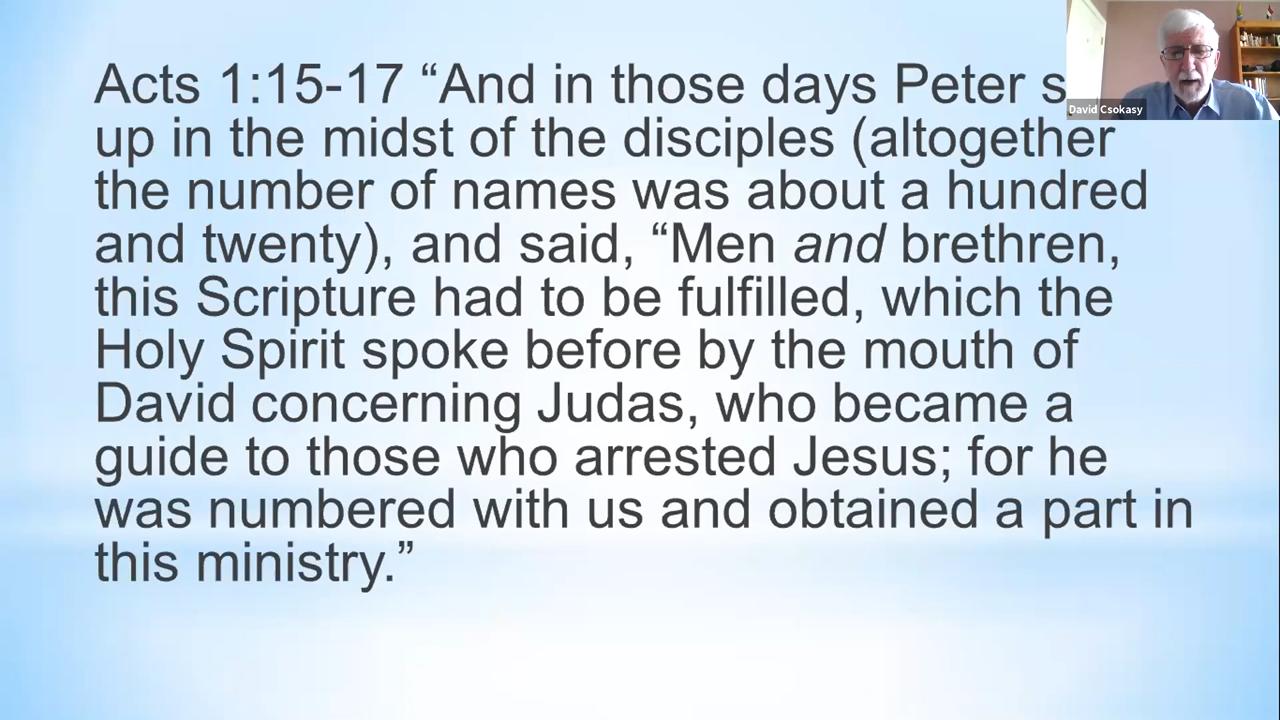 Acts 1:15-17 “And in those days Peter s
up in the midst of the disciples (altogether
the number of names was about a hundred
and twenty), and said, “Men and brethren,
this Scripture had to be fulfilled, which the
Holy Spirit spoke before by the mouth of
David concerning Judas, who became a
guide to those who arrested Jesus; for he
was numbered with us and obtained a part in
this ministry.”
David Csokasy